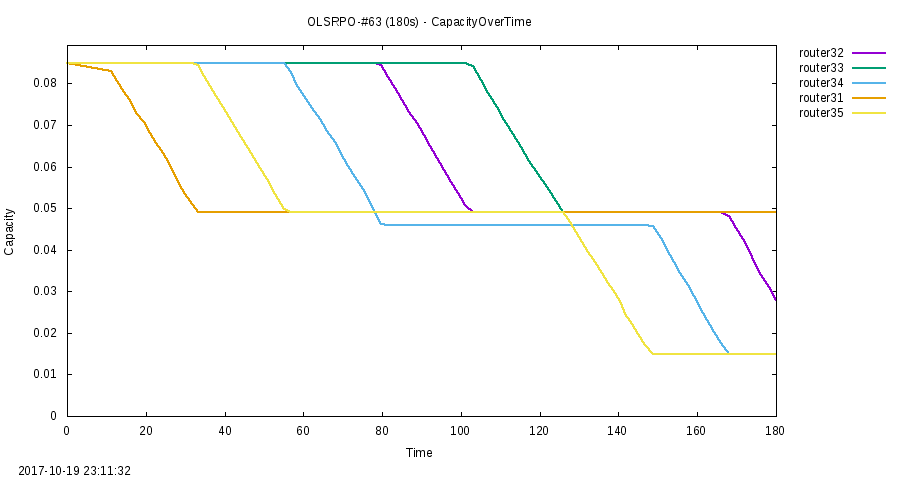 OLSRPO-#63 (180s) - CapacityOverTime
router32
router33
router34
router31
router35
0.08
0.07
0.06
0.05
0.04
0.03
0.02
0.01
0
Capacity
0 20 40 60 80 100 120 140 160 180
Time
2017-10-19 23:11:32